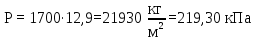 P = 1700·12,9=21930 кг/м² =219,30 кПа